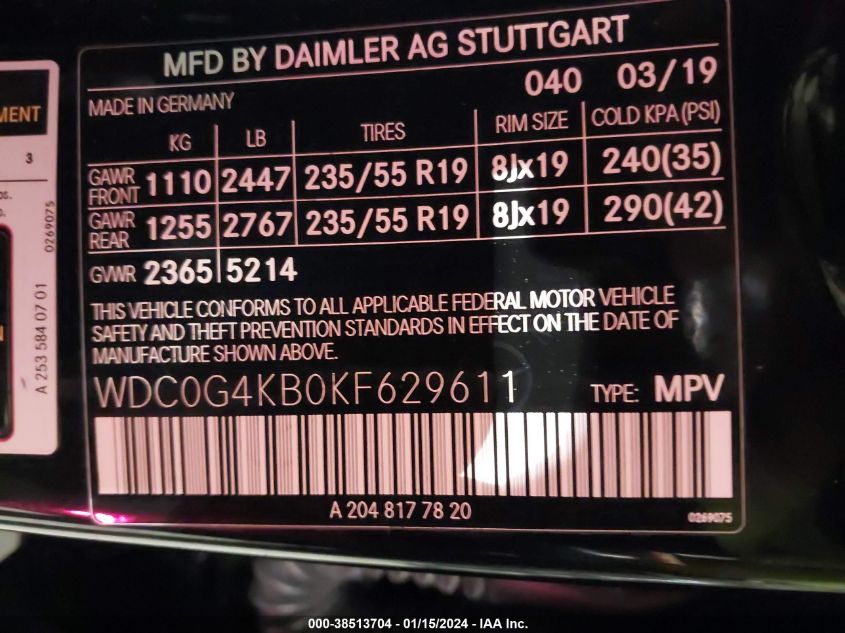 MFD BY DAIMLER AG STUTTGART
040 03/19
MADE IN GERMANY
KG LB TIRES RIM SIZE COLD KPA (PSI)
GAWR FRONT 1110 2447 235/55 R19 8Jx19 240(35)
GAWR REAR 1255 2767 235/55 R19 8Jx19 290(42)
GVWR 2365 5214
THIS VEHICLE CONFORMS TO ALL APPLICABLE FEDERAL MOTOR VEHICLE
SAFETY AND THEFT PREVENTION STANDARDS IN EFFECT ON THE DATE OF
MANUFACTURE SHOWN ABOVE.
WDC0G4KB0KF629611 TYPE: MPV
A 204 817 78 20
0269075
MENT
3
0269075
A 253 584 07 01
000-38513704 - 01/15/2024 - IAA Inc.